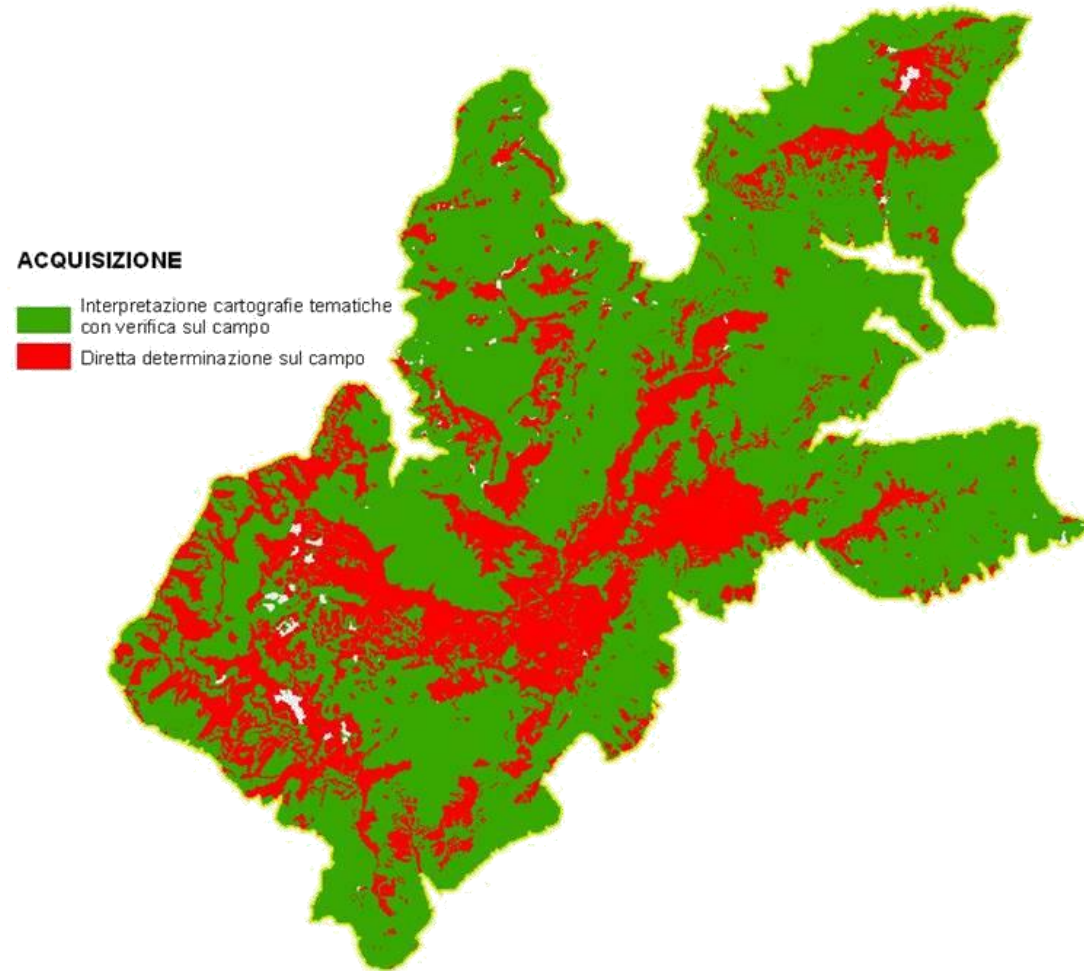 ACQUISIZIONE
Interpretazione cartografie tematiche
con verifica sul campo
Diretta determinazione sul campo